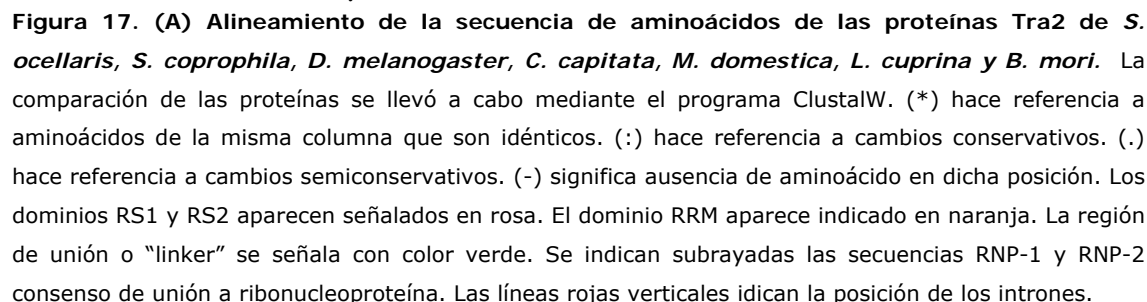 Figura 17. (A) Alineamiento de la secuencia de aminoácidos de las proteínas Tra2 de S.
ocellaris, S. coprophila, D. melanogaster, C. capitata, M. domestica, L. cuprina y B. mori. La
comparación de las proteínas se llevó a cabo mediante el programa ClustalW. (*) hace referencia a
aminoácidos de la misma columna que son idénticos. (:) hace referencia a cambios conservativos. (.)
hace referencia a cambios semiconservativos. (-) significa ausencia de aminoácido en dicha posición. Los
dominios RS1 y RS2 aparecen señalados en rosa. El dominio RRM aparece indicado en naranja. La región
de unión o “linker” se señala con color verde. Se indican subrayadas las secuencias RNP-1 y RNP-2
consenso de unión a ribonucleoproteína. Las líneas rojas verticales idican la posición de los intrones.